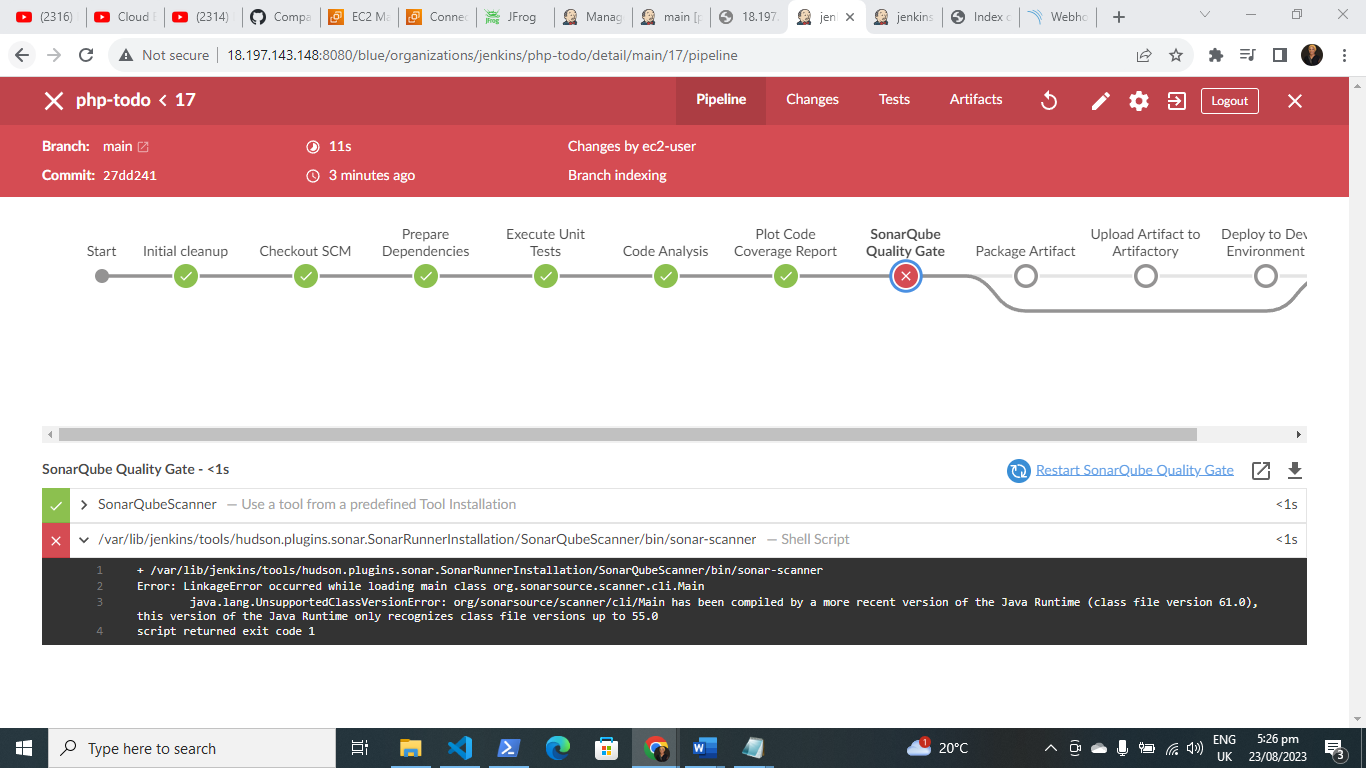 (2316)
Cloud E
(2314)
Compa
EC2 Ma
Connec
JFrog
Manag
main [p
18.197.
jen
jenkins
Index o
Webho
Not secure
18.197.143.148:8080/blue/organizations/jenkins/php-todo/detail/main/17/pipeline
php-todo < 17
Pipeline
Changes
Tests
Artifacts
Logout
Branch: main
11s
Changes by ec2-user
Commit: 27dd241
3 minutes ago
Branch indexing
Start
Initial cleanup
Checkout SCM
Prepare
Dependencies
Execute Unit
Tests
Code Analysis
Plot Code
Coverage Report
SonarQube
Quality Gate
Package Artifact
Upload Artifact to
Artifactory
Deploy to Dev
Environment
SonarQube Quality Gate - <1s
Restart SonarQube Quality Gate
SonarQubeScanner — Use a tool from a predefined Tool Installation
<1s
/var/lib/jenkins/tools/hudson.plugins.sonar.SonarRunnerInstallation/SonarQubeScanner/bin/sonar-scanner — Shell Script
<1s
1 + /var/lib/jenkins/tools/hudson.plugins.sonar.SonarRunnerInstallation/SonarQubeScanner/bin/sonar-scanner
2 Error: LinkageError occurred while loading main class org.sonarsource.scanner.cli.Main
3 java.lang.UnsupportedClassVersionError: org/sonarsource/scanner/cli/Main has been compiled by a more recent version of the Java Runtime (class file version 61.0),
this version of the Java Runtime only recognizes class file versions up to 55.0
4 script returned exit code 1
Type here to search
1
20°C
ENG
UK
5:26 pm
23/08/2023
3